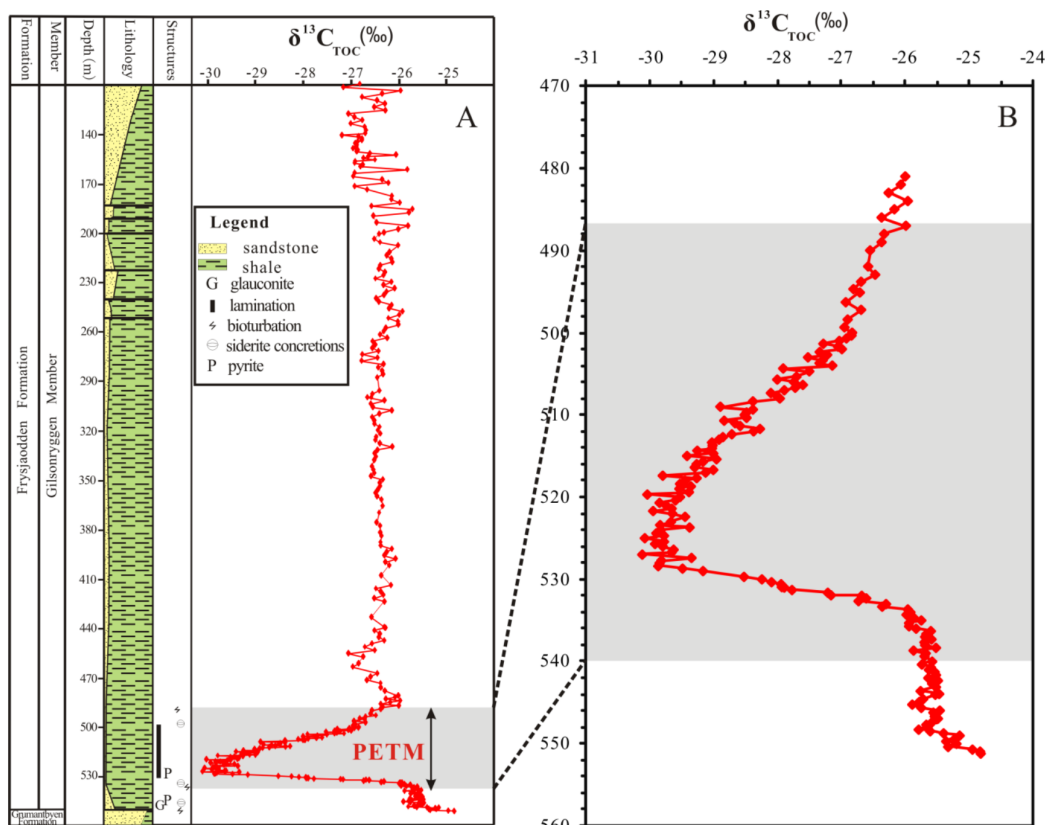 Formation
Member
Depth (m)
Lithology
Structures
δ¹³C_TOC(‰)
-30 -29 -28 -27 -26 -25
A
Frysjaodden Formation
Gilsonryggen Member
140
170
200
230
260
290
320
350
380
410
440
470
500
530
Legend
sandstone
shale
G glauconite
lamination
bioturbation
siderite concretions
P pyrite
PETM
P
G P
Grumantbyen
Formation
δ¹³C_TOC(‰)
-31 -30 -29 -28 -27 -26 -25 -24
B
470
480
490
500
510
520
530
540
550
560